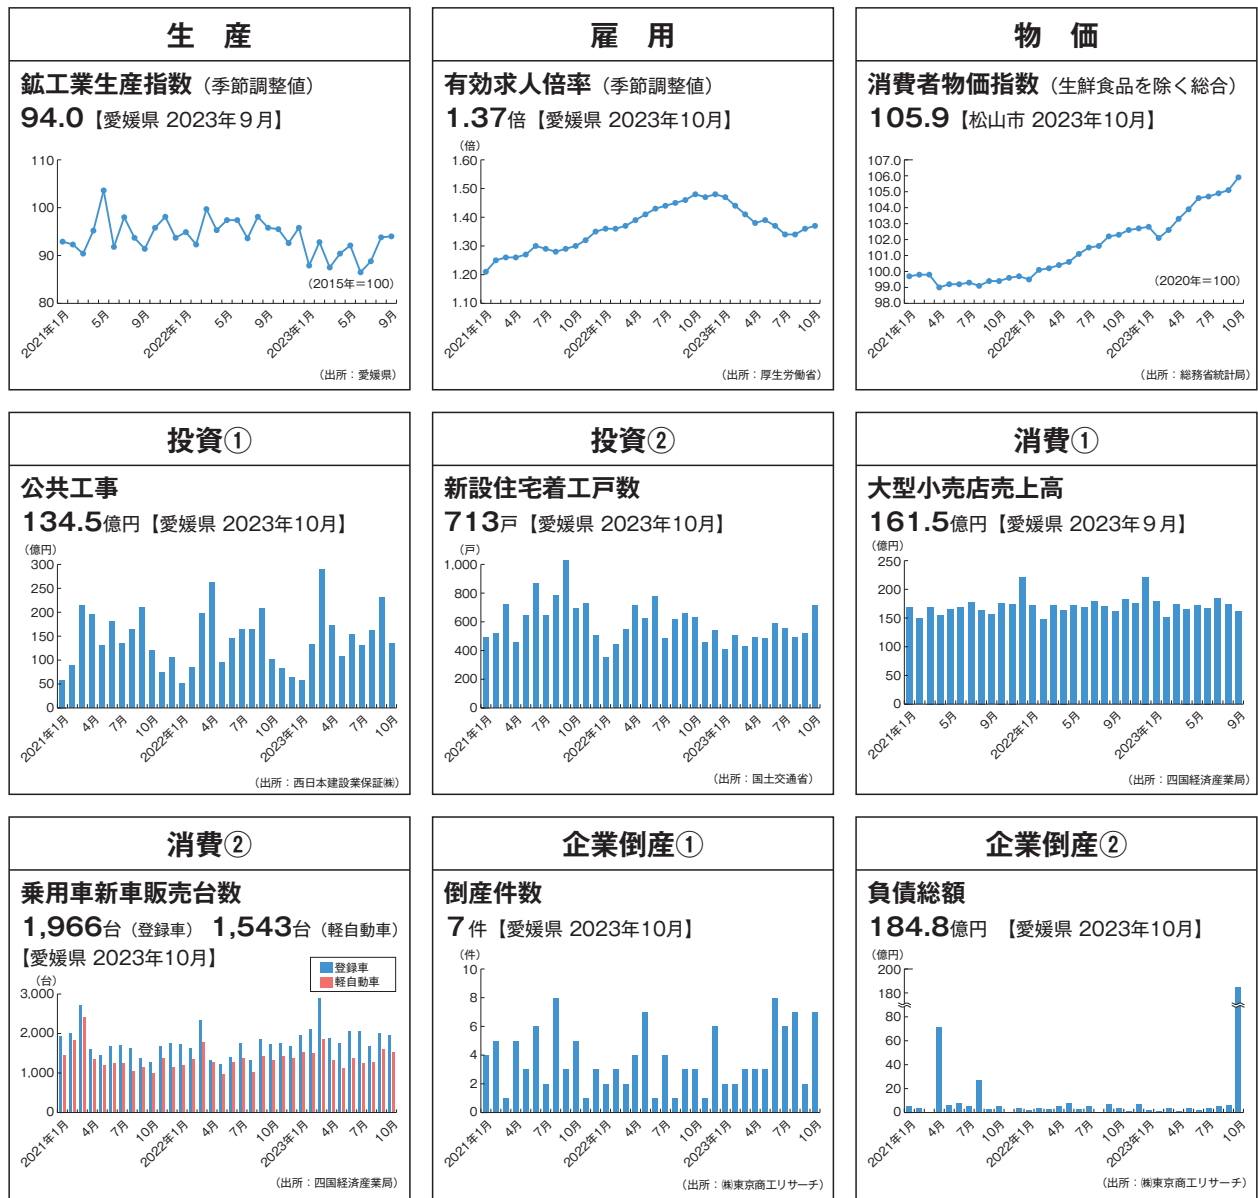 生　産
鉱工業生産指数（季節調整値）
94.0【愛媛県 2023年９月】
110
100
90
80
（2015年＝100）
2021年1月
5月
9月
2022年1月
5月
9月
2023年1月
5月
9月
（出所：愛媛県）
雇　用
有効求人倍率（季節調整値）
1.37倍【愛媛県 2023年10月】
（倍）
1.60
1.50
1.40
1.30
1.20
1.10
2021年1月
4月
7月
10月
2022年1月
4月
7月
10月
2023年1月
4月
7月
10月
（出所：厚生労働省）
物　価
消費者物価指数（生鮮食品を除く総合）
105.9【松山市 2023年10月】
107.0
106.0
105.0
104.0
103.0
102.0
101.0
100.0
99.0
98.0
（2020年＝100）
2021年1月
4月
7月
10月
2022年1月
4月
7月
10月
2023年1月
4月
7月
10月
（出所：総務省統計局）
投資①
公共工事
134.5億円【愛媛県 2023年10月】
（億円）
300
250
200
150
100
50
0
2021年1月
4月
7月
10月
2022年1月
4月
7月
10月
2023年1月
4月
7月
10月
（出所：西日本建設業保証㈱）
投資②
新設住宅着工戸数
713戸【愛媛県 2023年10月】
（戸）
1,000
800
600
400
200
0
2021年1月
4月
7月
10月
2022年1月
4月
7月
10月
2023年1月
4月
7月
10月
（出所：国土交通省）
消費①
大型小売店売上高
161.5億円【愛媛県 2023年９月】
（億円）
250
200
150
100
50
0
2021年1月
5月
9月
2022年1月
5月
9月
2023年1月
5月
9月
（出所：四国経済産業局）
消費②
乗用車新車販売台数
1,966台（登録車） 1,543台（軽自動車）
【愛媛県 2023年10月】
（台）
登録車
軽自動車
3,000
2,000
1,000
0
2021年1月
4月
7月
10月
2022年1月
4月
7月
10月
2023年1月
4月
7月
10月
（出所：四国経済産業局）
企業倒産①
倒産件数
7件【愛媛県 2023年10月】
（件）
10
8
6
4
2
0
2021年1月
4月
7月
10月
2022年1月
4月
7月
10月
2023年1月
4月
7月
10月
（出所：㈱東京商工リサーチ）
企業倒産②
負債総額
184.8億円 【愛媛県 2023年10月】
（億円）
200
180
80
60
40
20
0
2021年1月
4月
7月
10月
2022年1月
4月
7月
10月
2023年1月
4月
7月
10月
（出所：㈱東京商工リサーチ）